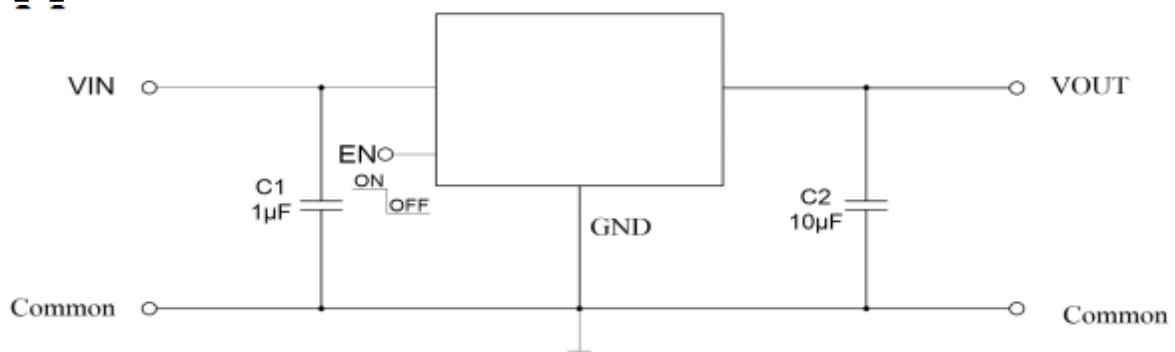 VIN
VOUT
EN
ON
OFF
C1
1µF
C2
10µF
GND
Common
Common